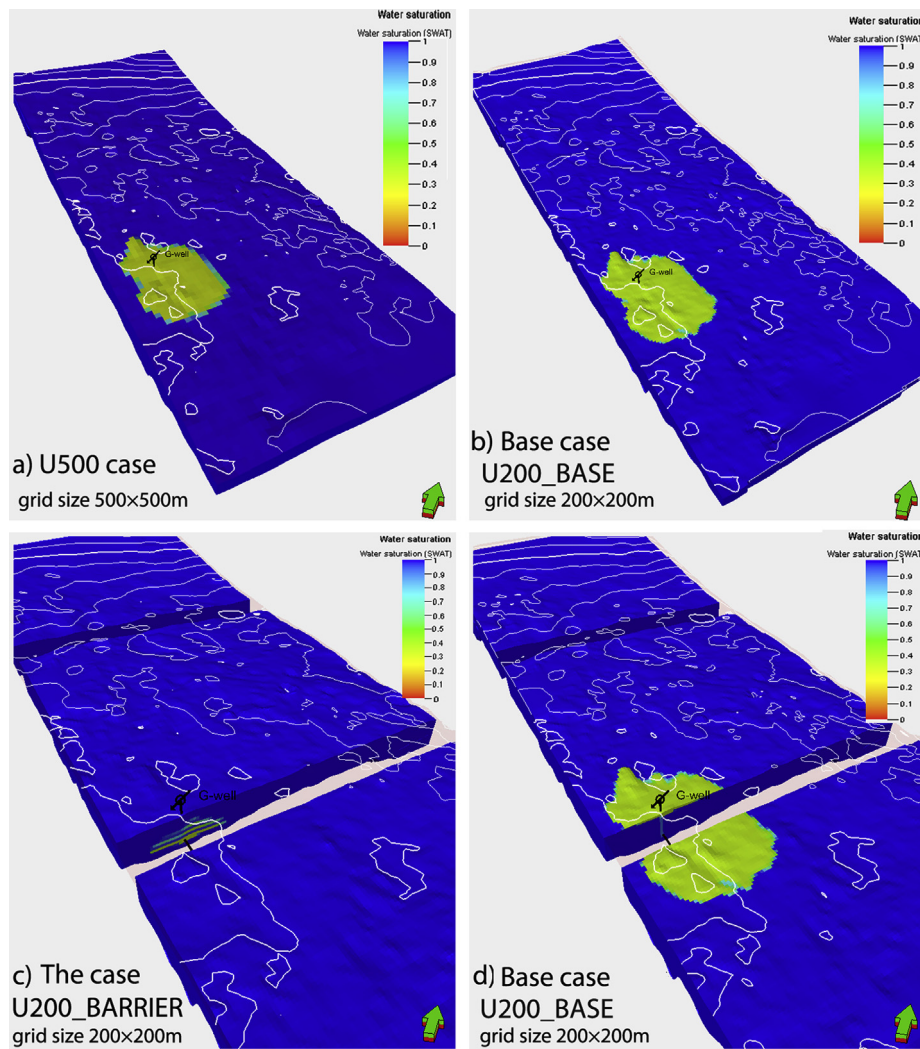 Water saturation
Water saturation (SWAT)
1
0.9
0.8
0.7
0.6
0.5
0.4
0.3
0.2
0.1
0
G-well
a) U500 case
grid size 500×500m
Water saturation
Water saturation (SWAT)
1
0.9
0.8
0.7
0.6
0.5
0.4
0.3
0.2
0.1
0
G-well
b) Base case
U200_BASE
grid size 200×200m
Water saturation
Water saturation (SWAT)
1
0.9
0.8
0.7
0.6
0.5
0.4
0.3
0.2
0.1
0
G-well
c) The case
U200_BARRIER
grid size 200×200m
Water saturation
Water saturation (SWAT)
1
0.9
0.8
0.7
0.6
0.5
0.4
0.3
0.2
0.1
0
G-well
d) Base case
U200_BASE
grid size 200×200m